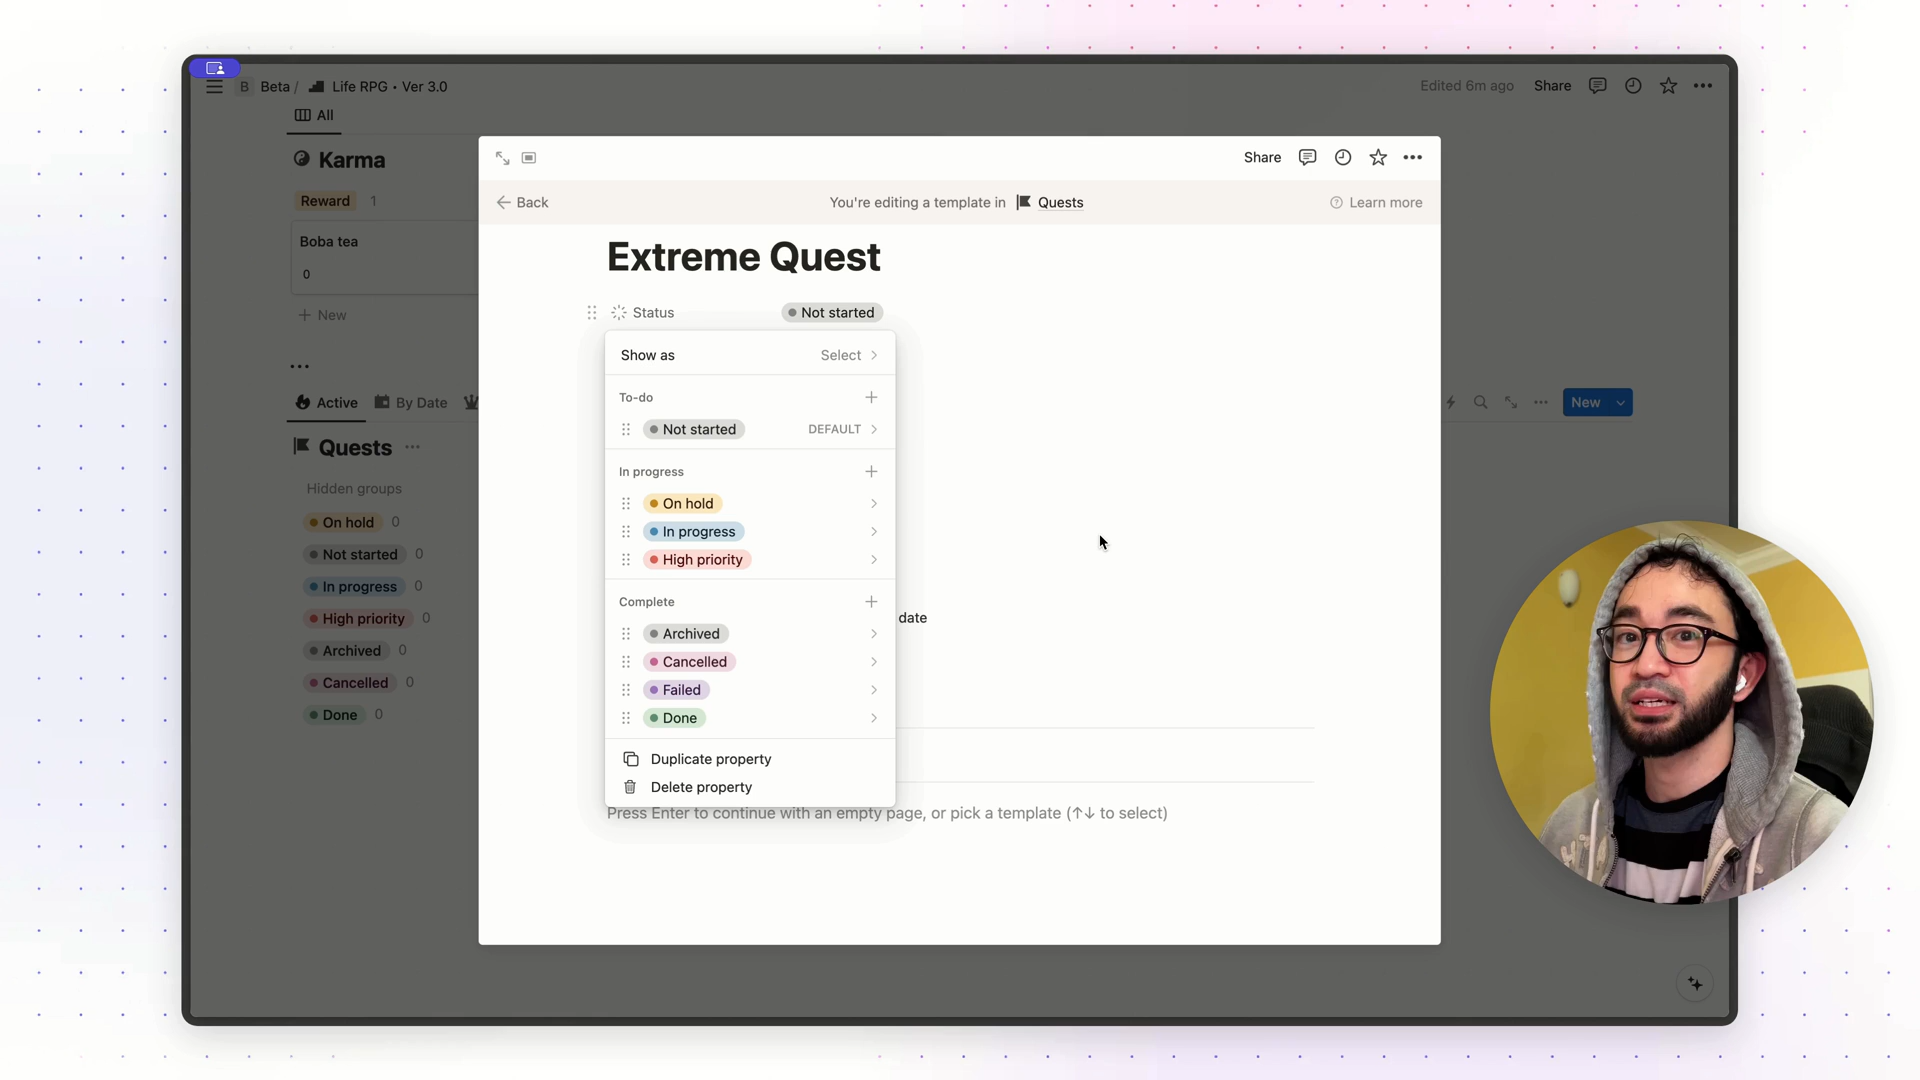 B Beta / Life RPG • Ver 3.0
Edited 6m ago Share
All
Karma
Reward 1
Boba tea
0
+ New
Active By Date
New
Quests
Hidden groups
On hold 0
Not started 0
In progress 0
High priority 0
Archived 0
Cancelled 0
Done 0
Share
← Back
You're editing a template in Quests
Learn more
Extreme Quest
Status Not started
Show as Select
To-do
Not started DEFAULT
In progress
On hold
In progress
High priority
Complete
date
Archived
Cancelled
Failed
Done
Duplicate property
Delete property
Press Enter to continue with an empty page, or pick a template (↑↓ to select)